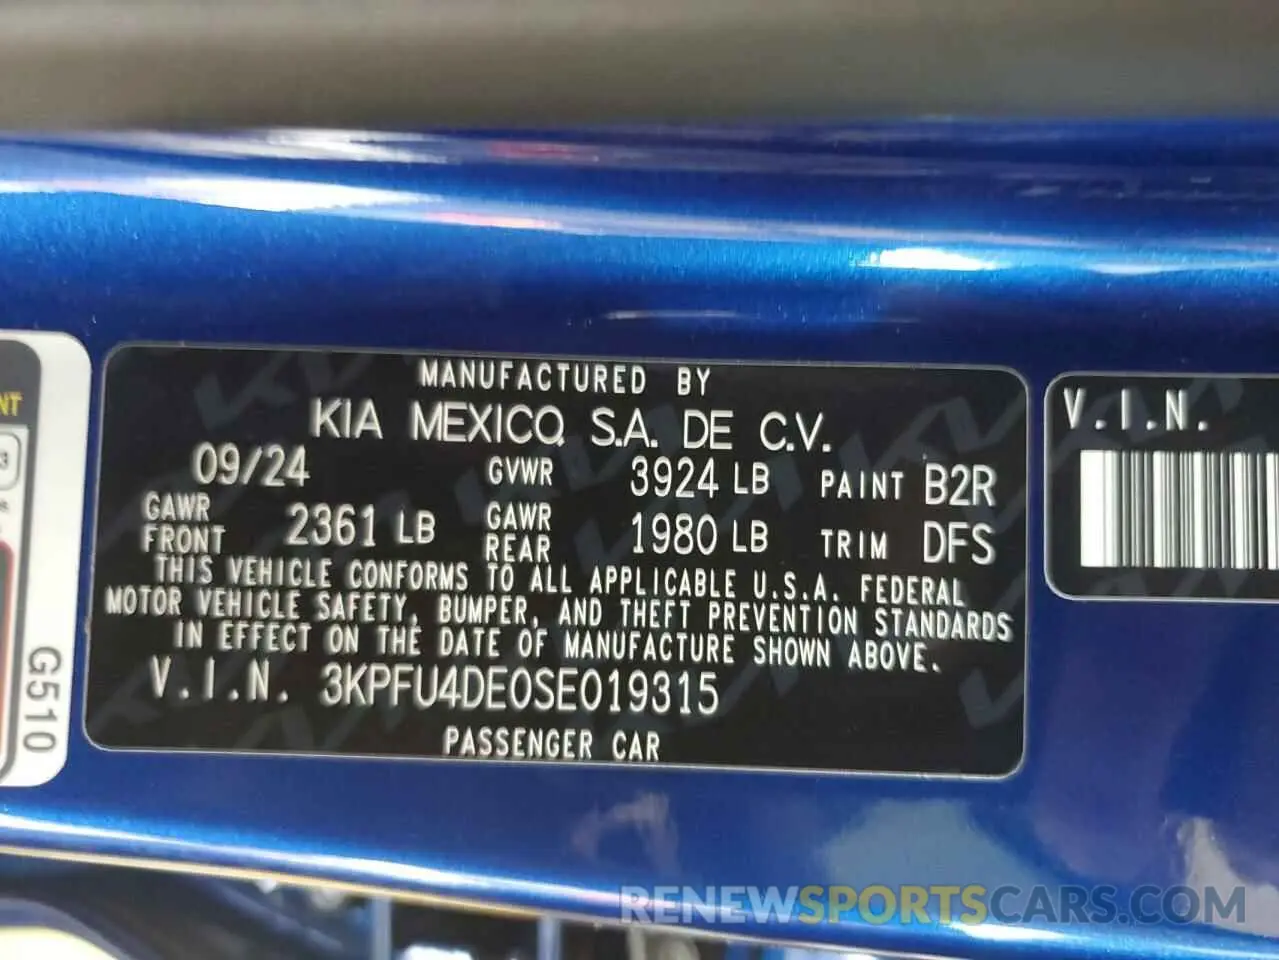 MANUFACTURED BY
KIA MEXICO, S.A. DE C.V.
09/24 GVWR 3924 LB PAINT B2R
GAWR FRONT 2361 LB GAWR REAR 1980 LB TRIM DFS
THIS VEHICLE CONFORMS TO ALL APPLICABLE U.S.A. FEDERAL
MOTOR VEHICLE SAFETY, BUMPER, AND THEFT PREVENTION STANDARDS
IN EFFECT ON THE DATE OF MANUFACTURE SHOWN ABOVE.
V.I.N. 3KPFU4DE0SE019315
PASSENGER CAR
V.I.N.
G510
3
RENEWSPORTSCARS.COM